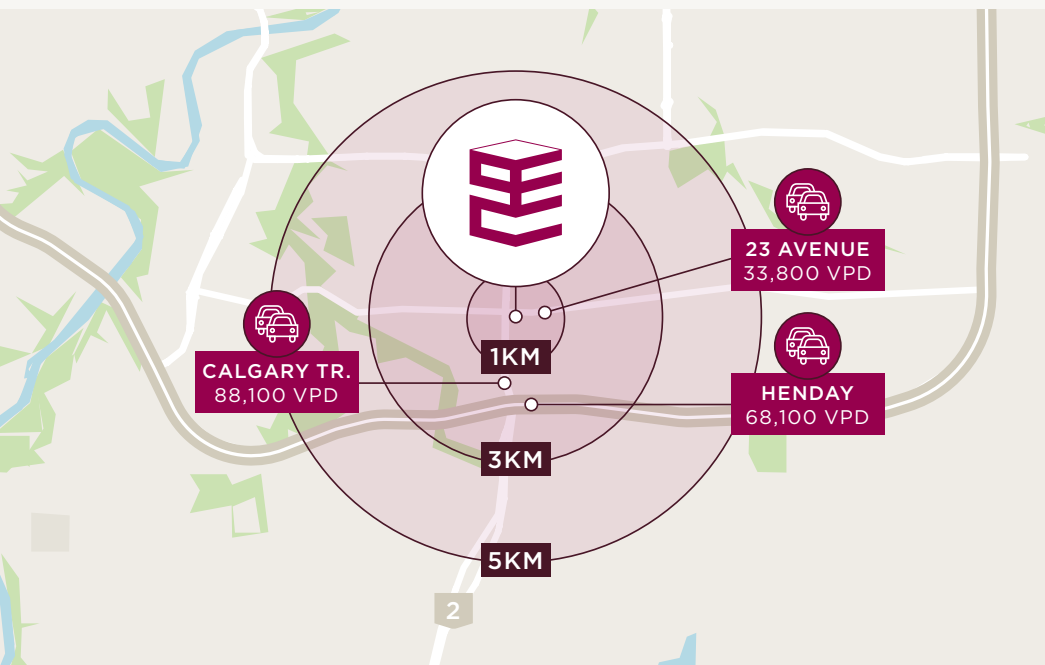 23 AVENUE
33,800 VPD
CALGARY TR.
88,100 VPD
1KM
HENDAY
68,100 VPD
3KM
5KM
2